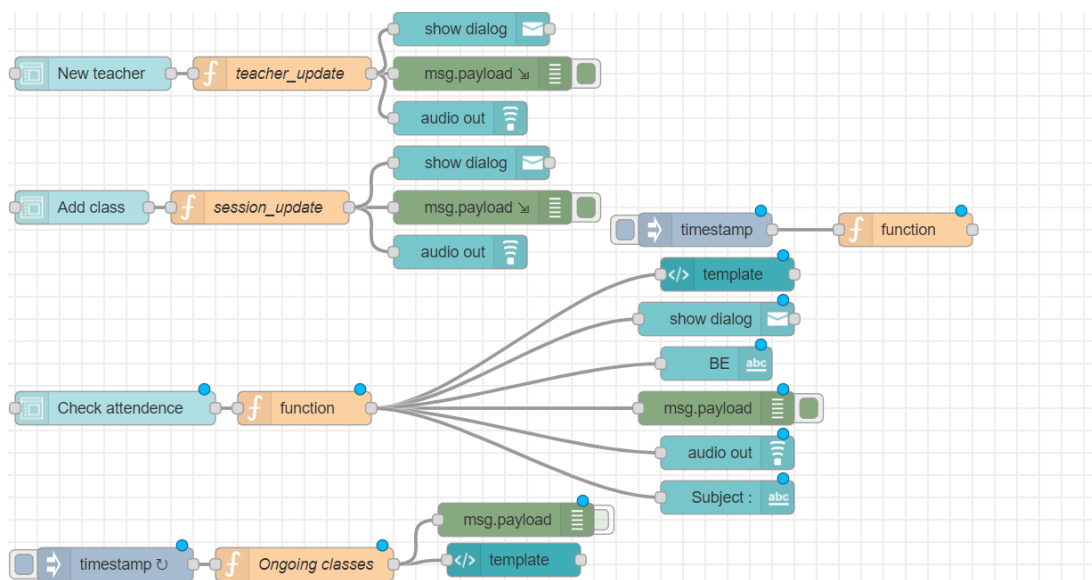 show dialog
New teacher
teacher_update
msg.payload
audio out
show dialog
Add class
session_update
msg.payload
audio out
timestamp
function
</> template
show dialog
BE abc
Check attendence
function
msg.payload
audio out
Subject : abc
msg.payload
timestamp ↻
Ongoing classes
</> template